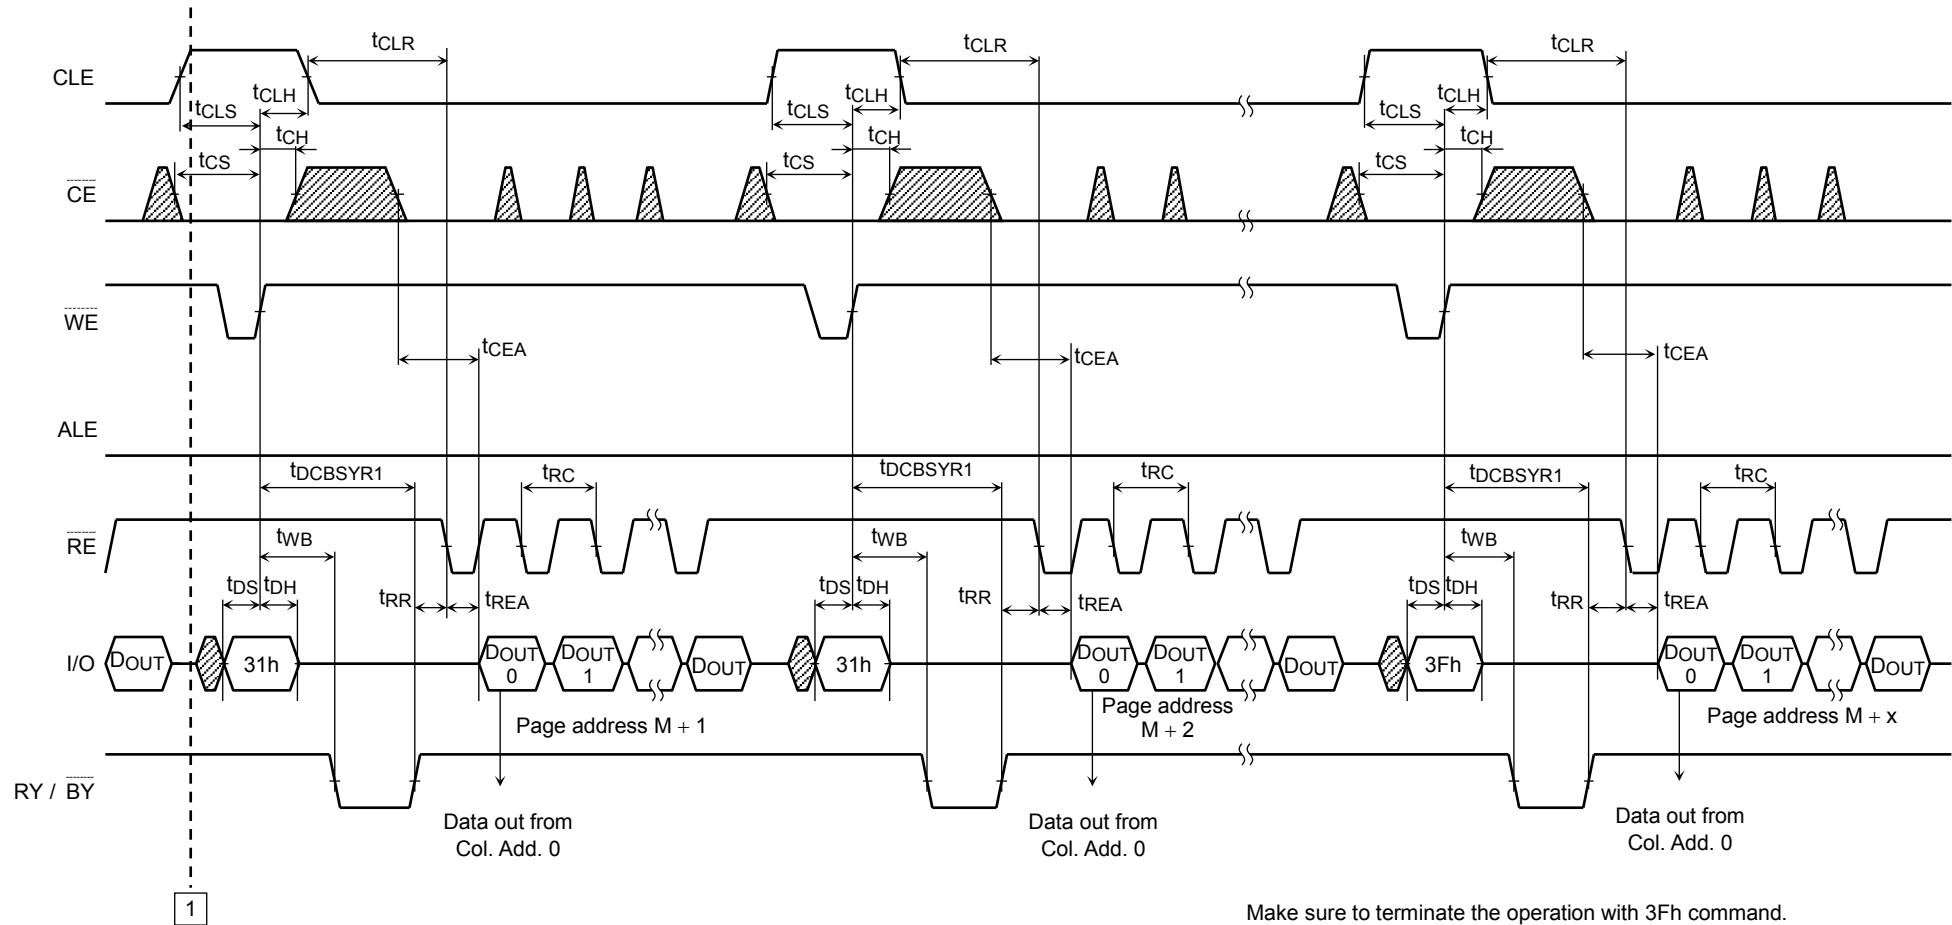 tCLR tCLR tCLR
CLE
tCLH tCLH tCLH
tCLS tCLS tCLS
tCH tCH tCH
tCS tCS tCS
CE
WE
tCEA tCEA tCEA
ALE
tDCBSYR1 tRC tDCBSYR1 tRC tDCBSYR1 tRC
RE
tWB tWB tWB
tDS tDH tDS tDH tDS tDH
tRR tREA tRR tREA tRR tREA
I/O DOUT 31h DOUT 0 DOUT 1 DOUT 31h DOUT 0 DOUT 1 DOUT 3Fh DOUT 0 DOUT 1 DOUT
Page address M + 1
Page address
M + 2
Page address M + x
RY / BY
Data out from
Col. Add. 0
Data out from
Col. Add. 0
Data out from
Col. Add. 0
1
Make sure to terminate the operation with 3Fh command.